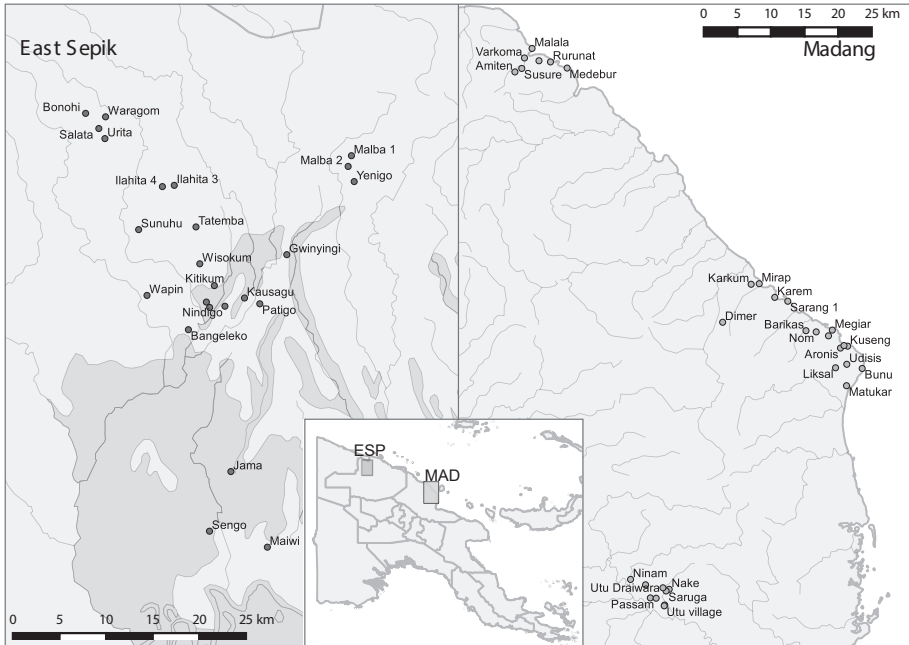 East Sepik
Bonohi
Waragom
Salata
Urita
Malba 1
Malba 2
Yenigo
Ilahita 4
Ilahita 3
Sunuhu
Tatemba
Gwinyingi
Wisokum
Kitikum
Wapin
Kausagu
Nindigo
Patigo
Bangeleko
Jama
Sengo
Maiwi
0 5 10 15 20 25 km
ESP
MAD
0 5 10 15 20 25 km
Madang
Malala
Varkoma
Rurunat
Amiten
Susure
Medebur
Karkum
Mirap
Karem
Sarang 1
Dimer
Barikas
Megiar
Nom
Kuseng
Aronis
Udisis
Liksal
Bunu
Matukar
Ninam
Utu Draiwara
Nake
Saruga
Passam
Utu village